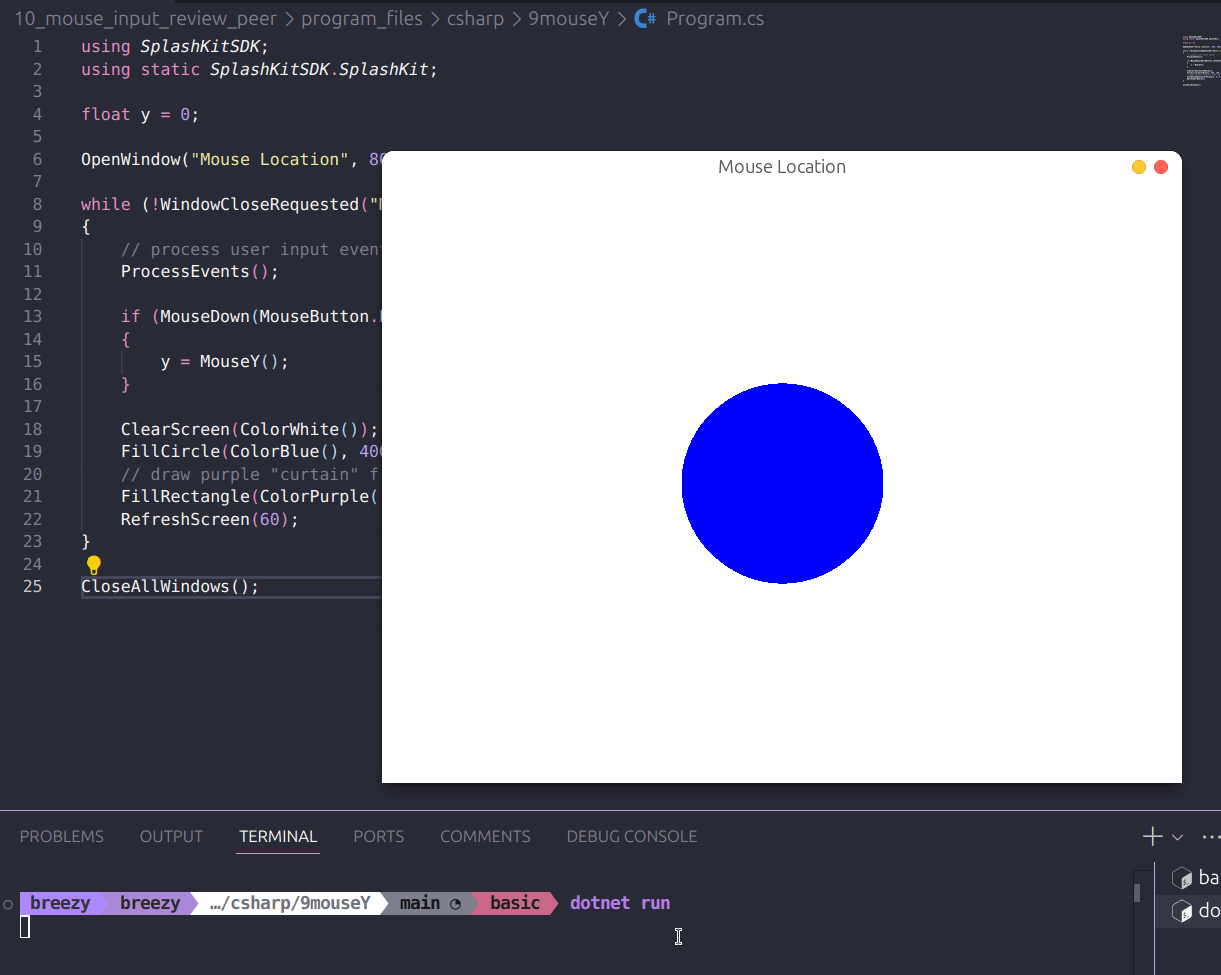 10_mouse_input_review_peer > program_files > csharp > 9mouseY > C# Program.cs
1 using SplashKitSDK;
2 using static SplashKitSDK.SplashKit;
3
4 float y = 0;
5
6 OpenWindow("Mouse Location", 80
7
8 while (!WindowCloseRequested("M
9 {
10 // process user input even
11 ProcessEvents();
12
13 if (MouseDown(MouseButton.
14 {
15 y = MouseY();
16 }
17
18 ClearScreen(ColorWhite());
19 FillCircle(ColorBlue(), 400
20 // draw purple "curtain" f
21 FillRectangle(ColorPurple(
22 RefreshScreen(60);
23 }
24
25 CloseAllWindows();
Mouse Location
PROBLEMS OUTPUT TERMINAL PORTS COMMENTS DEBUG CONSOLE
breezy breezy …/csharp/9mouseY main basic dotnet run
ba
do